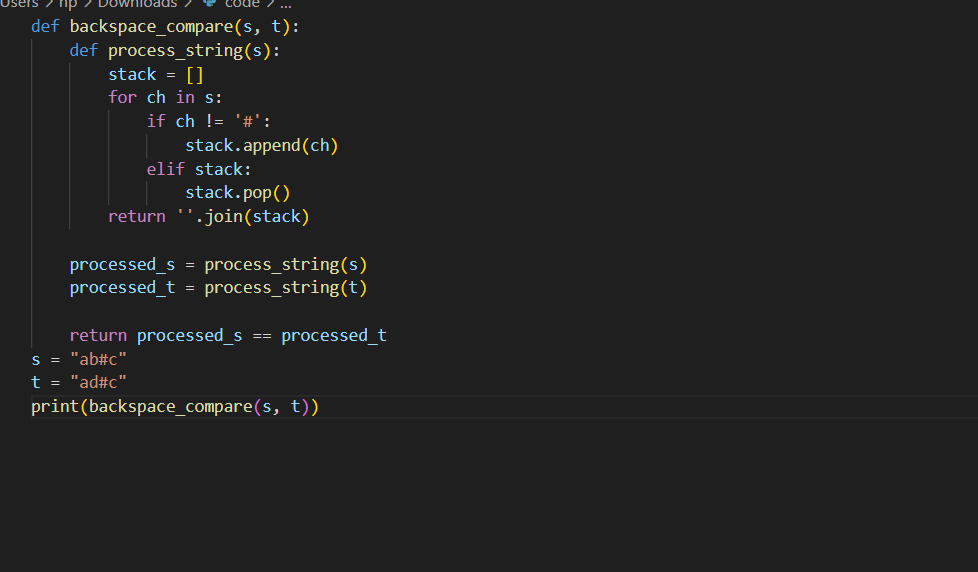 Users > hp > Downloads > code > ...
def backspace_compare(s, t):
    def process_string(s):
        stack = []
        for ch in s:
            if ch != '#':
                stack.append(ch)
            elif stack:
                stack.pop()
        return ''.join(stack)

    processed_s = process_string(s)
    processed_t = process_string(t)

    return processed_s == processed_t
s = "ab#c"
t = "ad#c"
print(backspace_compare(s, t))